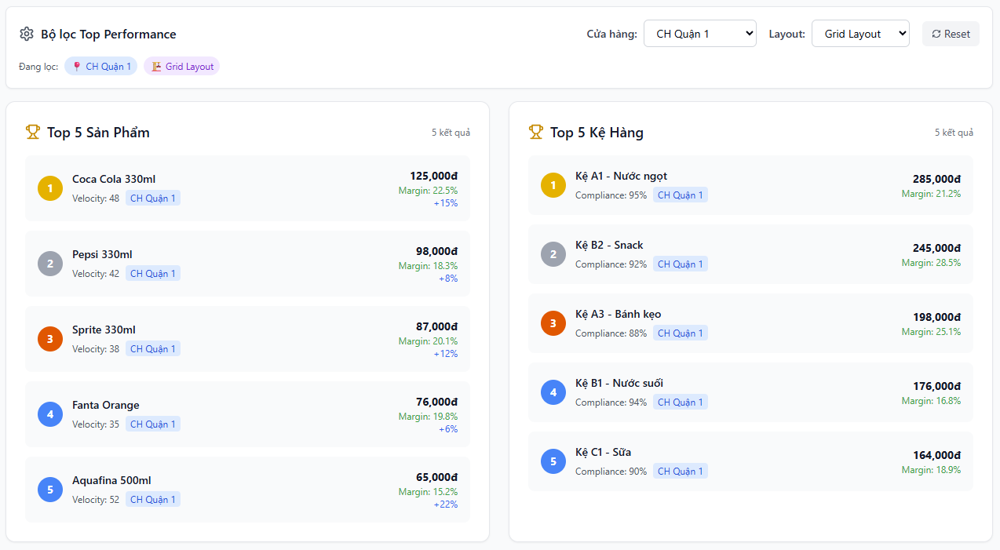 Bộ lọc Top Performance
Cửa hàng: CH Quận 1 Layout: Grid Layout Reset
Đang lọc: CH Quận 1 Grid Layout
Top 5 Sản Phẩm 5 kết quả
1 Coca Cola 330ml 125,000đ
Velocity: 48 CH Quận 1 Margin: 22.5%
+15%
2 Pepsi 330ml 98,000đ
Velocity: 42 CH Quận 1 Margin: 18.3%
+8%
3 Sprite 330ml 87,000đ
Velocity: 38 CH Quận 1 Margin: 20.1%
+12%
4 Fanta Orange 76,000đ
Velocity: 35 CH Quận 1 Margin: 19.8%
+6%
5 Aquafina 500ml 65,000đ
Velocity: 52 CH Quận 1 Margin: 15.2%
+22%
Top 5 Kệ Hàng 5 kết quả
1 Kệ A1 - Nước ngọt 285,000đ
Compliance: 95% CH Quận 1 Margin: 21.2%
2 Kệ B2 - Snack 245,000đ
Compliance: 92% CH Quận 1 Margin: 28.5%
3 Kệ A3 - Bánh kẹo 198,000đ
Compliance: 88% CH Quận 1 Margin: 25.1%
4 Kệ B1 - Nước suối 176,000đ
Compliance: 94% CH Quận 1 Margin: 16.8%
5 Kệ C1 - Sữa 164,000đ
Compliance: 90% CH Quận 1 Margin: 18.9%